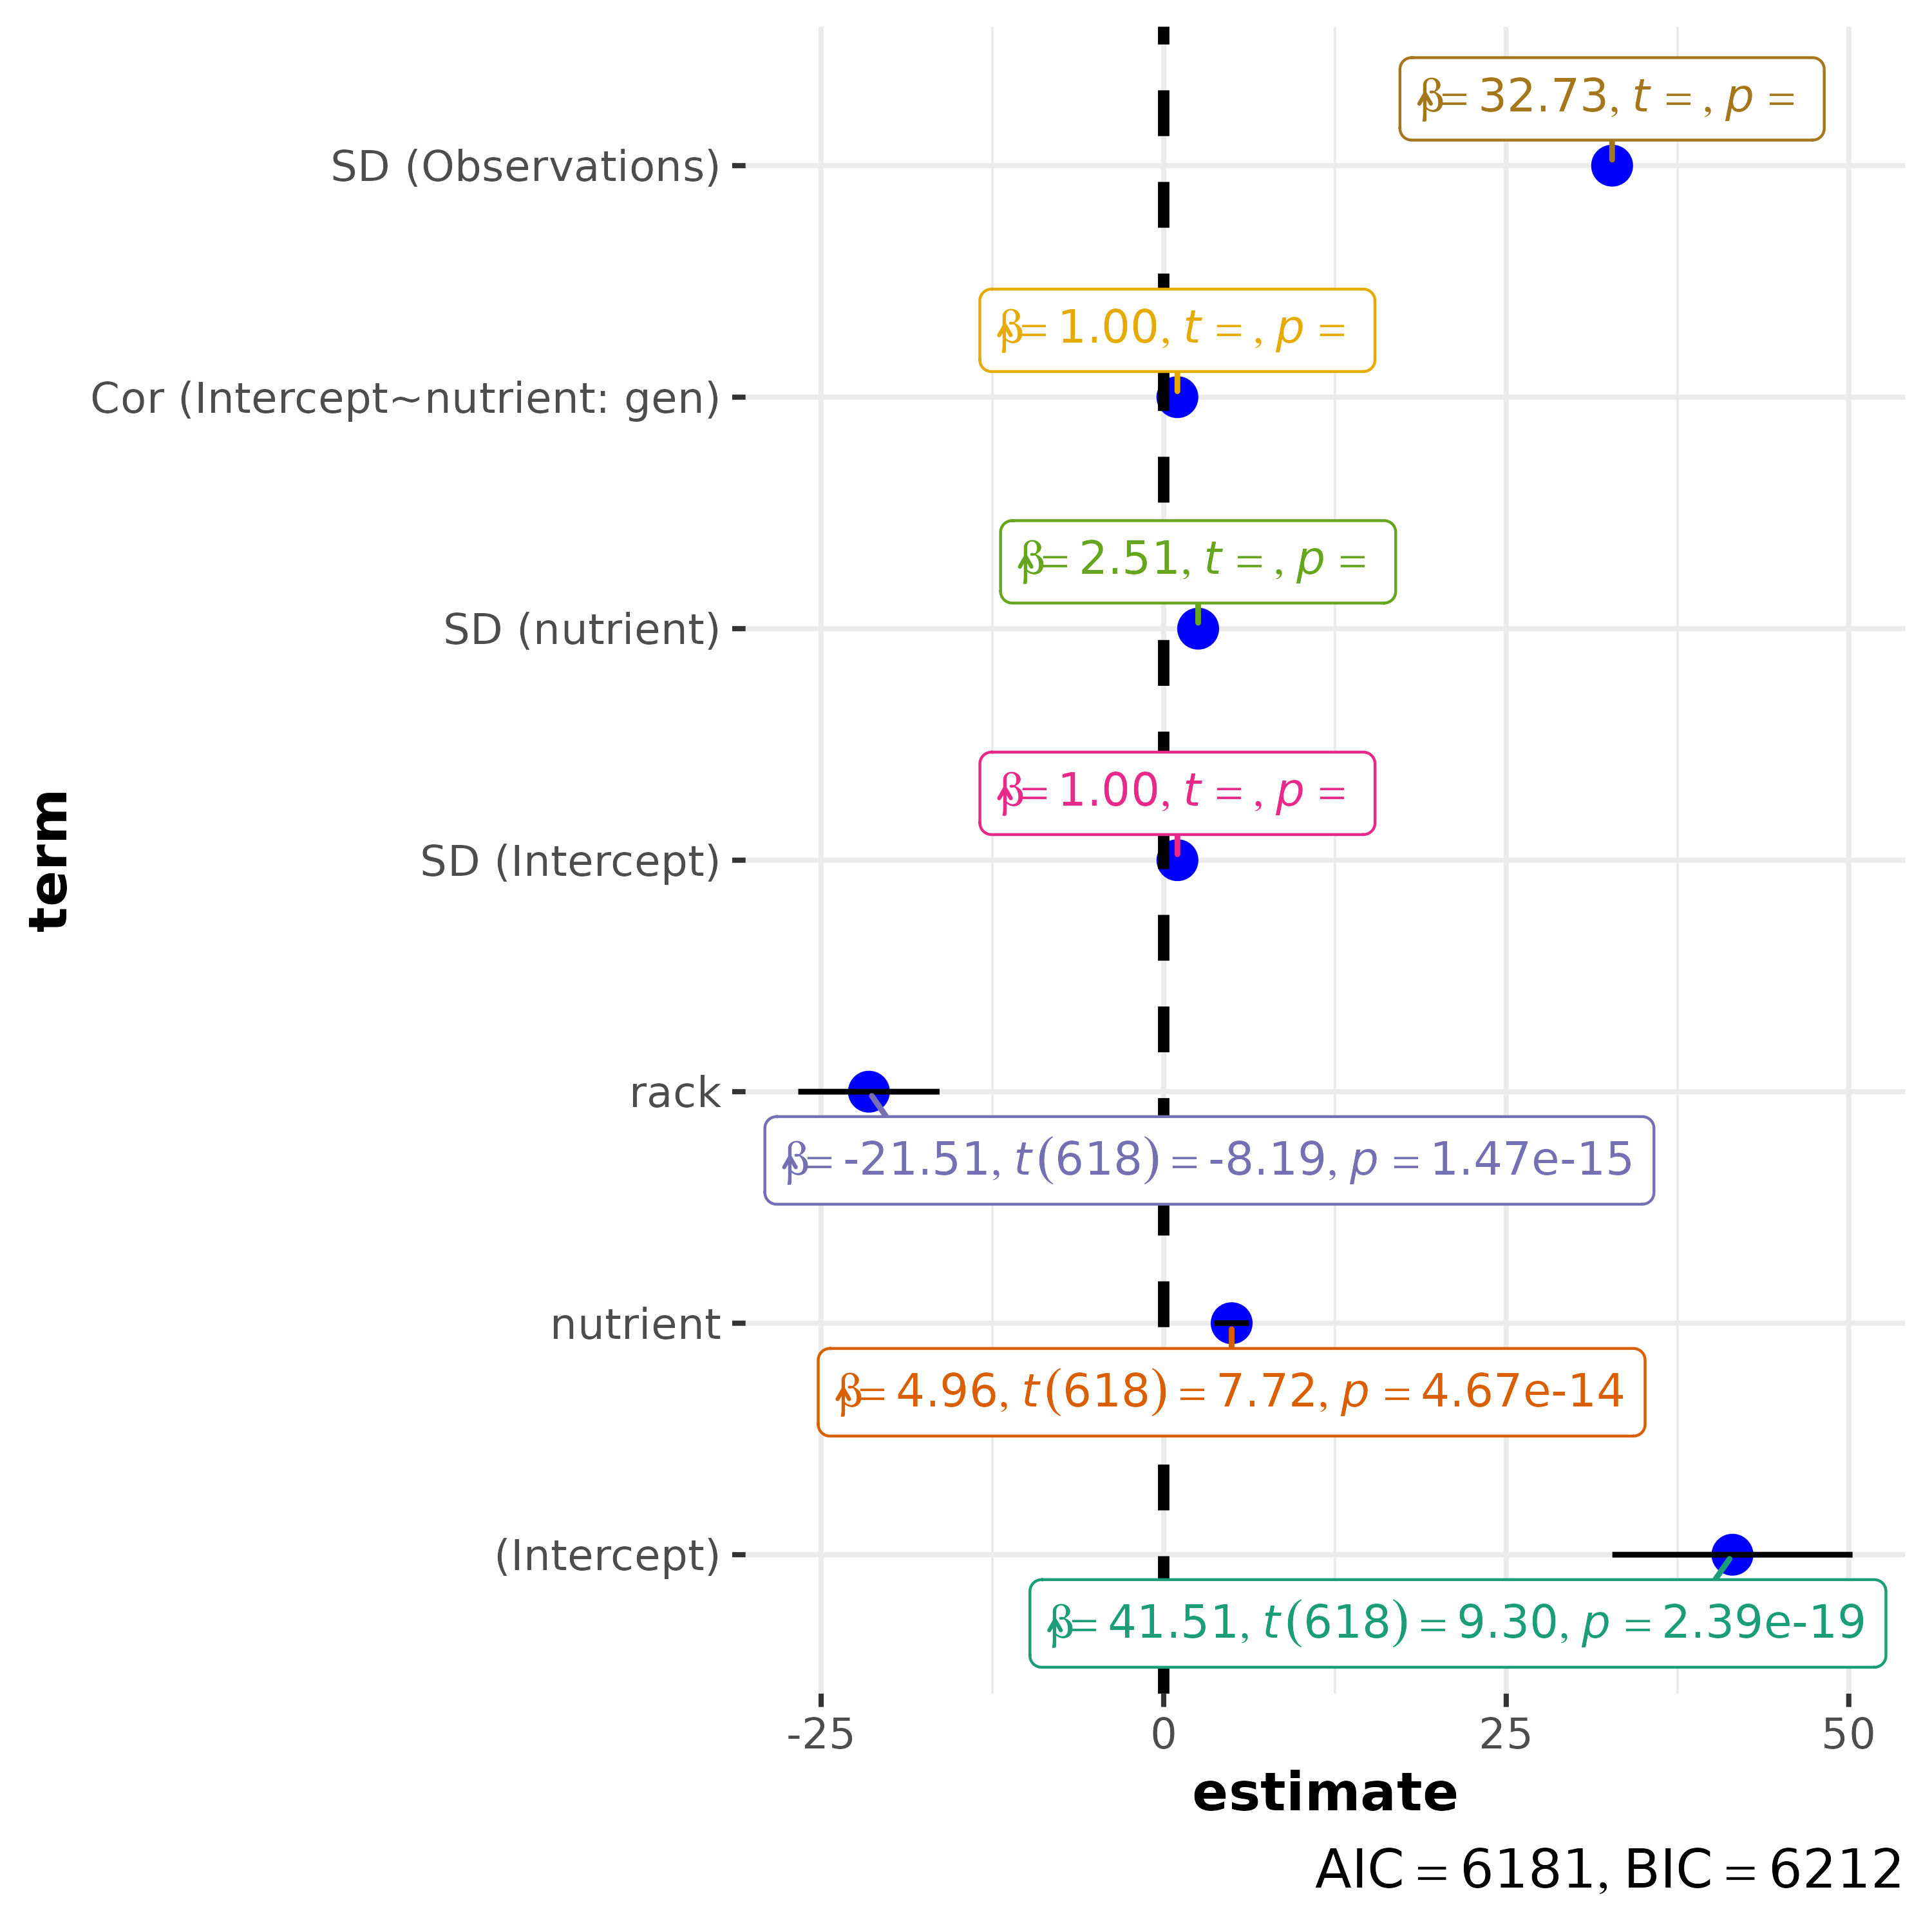 β̂ = 32.73, t = , p =
SD (Observations)
β̂ = 1.00, t = , p =
Cor (Intercept~nutrient: gen)
β̂ = 2.51, t = , p =
SD (nutrient)
β̂ = 1.00, t = , p =
SD (Intercept)
term
rack
β̂ = -21.51, t(618) = -8.19, p = 1.47e-15
nutrient
β̂ = 4.96, t(618) = 7.72, p = 4.67e-14
(Intercept)
β̂ = 41.51, t(618) = 9.30, p = 2.39e-19
-25 0 25 50
estimate
AIC = 6181, BIC = 6212